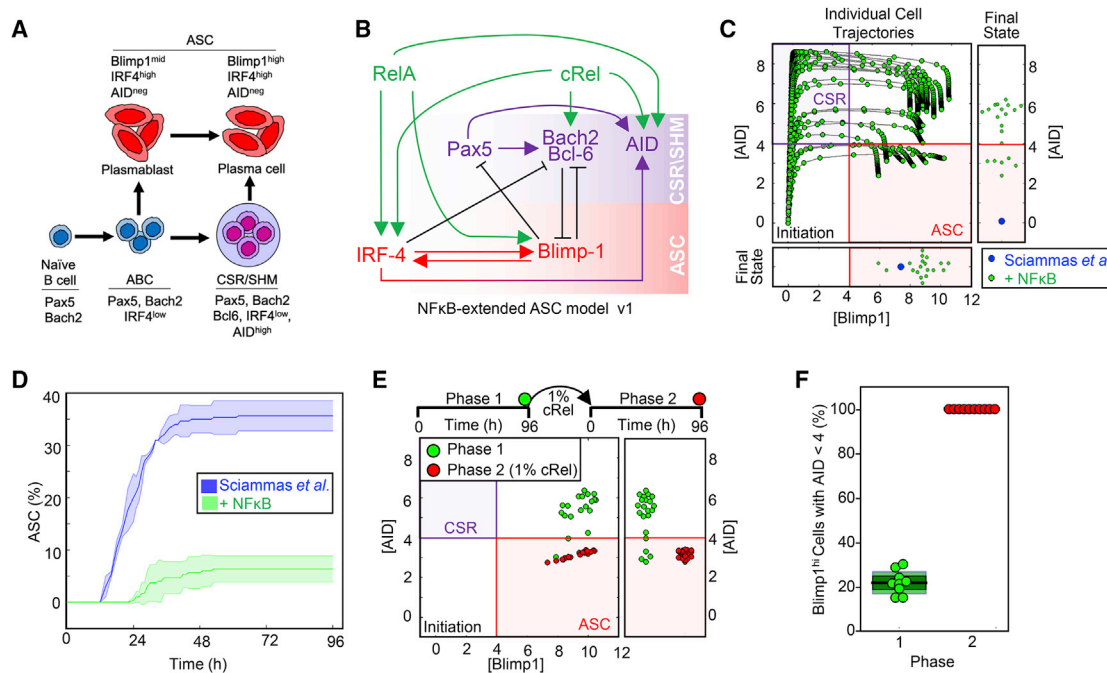 A
ASC
Blimp1mid
IRF4high
AIDneg
Blimp1high
IRF4high
AIDneg
Plasmablast
Plasma cell
Naïve
B cell
Pax5
Bach2
ABC
Pax5, Bach2
IRF4low
CSR/SHM
Pax5, Bach2
Bcl6, IRF4low,
AIDhigh
B
RelA
cRel
Pax5
Bach2
Bcl-6
AID
CSR\SHM
IRF-4
Blimp-1
ASC
NFκB-extended ASC model v1
C
Individual Cell
Trajectories
Final
State
[AID]
8
6
4
2
0
CSR
Initiation
ASC
8
6
4
2
0
[AID]
Final
State
0 2 4 6 8 10 12
[Blimp1]
Sciammas et a
+ NFκB
D
ASC (%)
40
30
20
10
0
Sciammas et al.
+ NFκB
0 24 48 72 96
Time (h)
E
Phase 1
1%
cRel
Phase 2
0 Time (h) 96
0 Time (h) 96
Phase 1
Phase 2 (1% cRel)
[AID]
8
6
4
2
0
CSR
Initiation
ASC
8
6
4
2
0
[AID]
0 2 4 6 8 10 12
[Blimp1]
F
Blimp1hi Cells with AID < 4 (%)
100
80
60
40
20
0
1 2
Phase